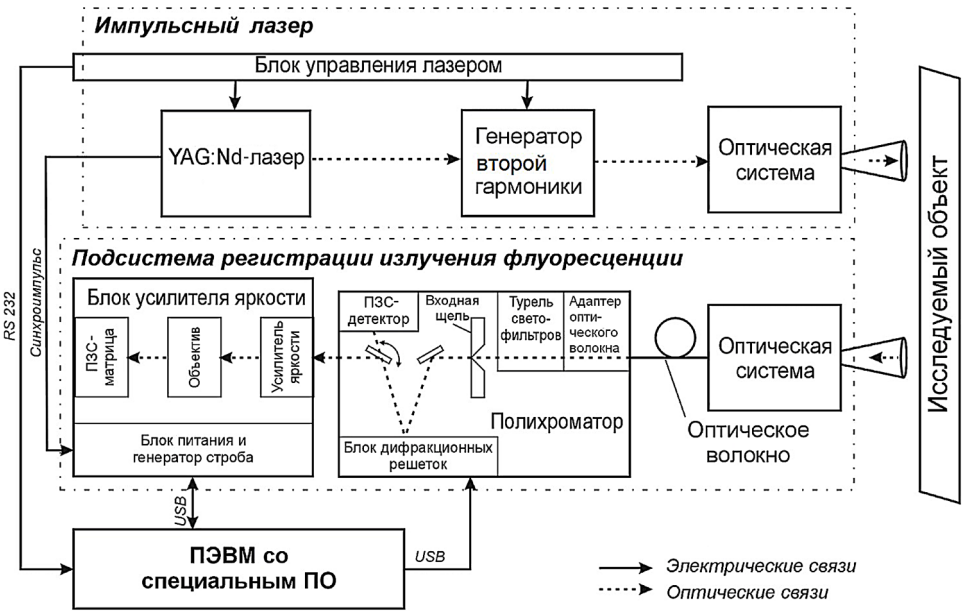 Импульсный лазер
Блок управления лазером
YAG:Nd-лазер
Генератор
второй
гармоники
Оптическая
система
Исследуемый объект
RS 232
Синхроимпульс
Подсистема регистрации излучения флуоресценции
Блок усилителя яркости
ПЗС-
матрица
Объектив
Усилитель
яркости
Блок питания и
генератор строба
ПЗС-
детектор
Входная
щель
Турель
свето-
фильтров
Адаптер
опти-
ческого
волокна
Полихроматор
Блок дифракционных
решеток
Оптическое
волокно
Оптическая
система
USB
ПЭВМ со
специальным ПО
USB
Электрические связи
Оптические связи